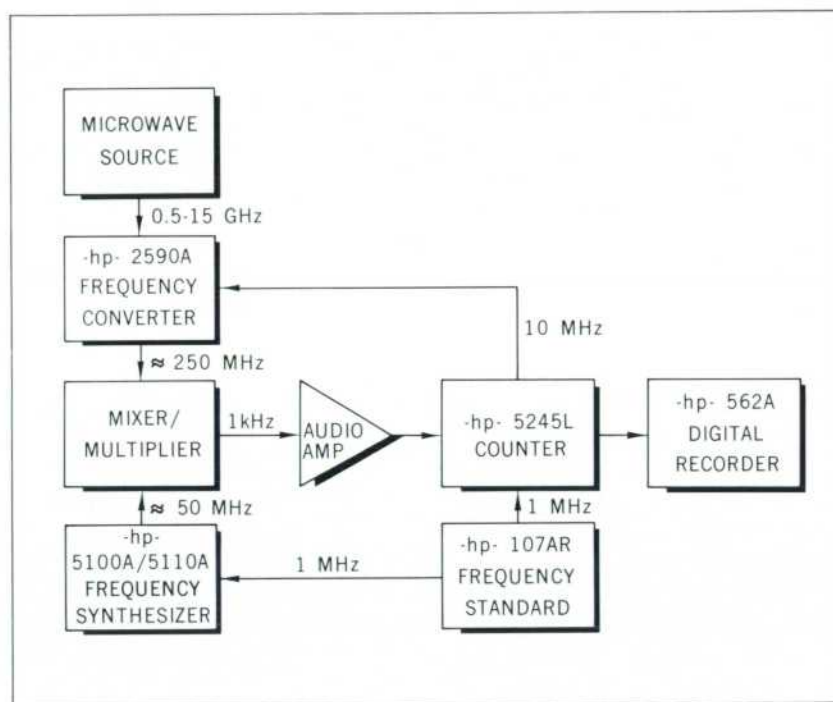 MICROWAVE
SOURCE
0.5-15 GHz
-hp- 2590A
FREQUENCY
CONVERTER
10 MHz
≈ 250 MHz
MIXER/
MULTIPLIER
1kHz
AUDIO
AMP
-hp- 5245L
COUNTER
-hp- 562A
DIGITAL
RECORDER
≈ 50 MHz
1 MHz
-hp-
5100A/5110A
FREQUENCY
SYNTHESIZER
1 MHz
-hp- 107AR
FREQUENCY
STANDARD